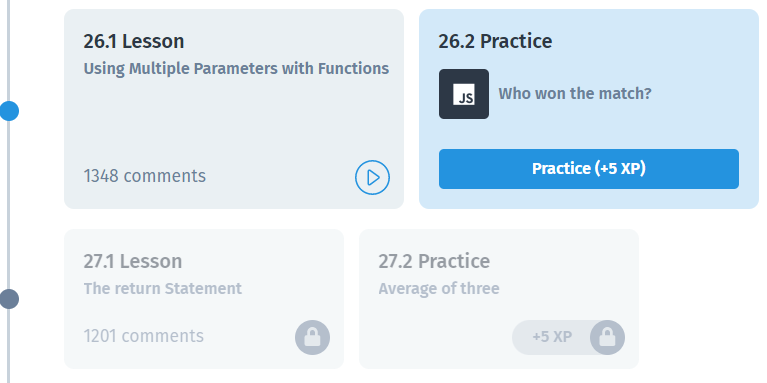 26.1 Lesson
Using Multiple Parameters with Functions
1348 comments
26.2 Practice
JS
Who won the match?
Practice (+5 XP)
27.1 Lesson
The return Statement
1201 comments
27.2 Practice
Average of three
+5 XP